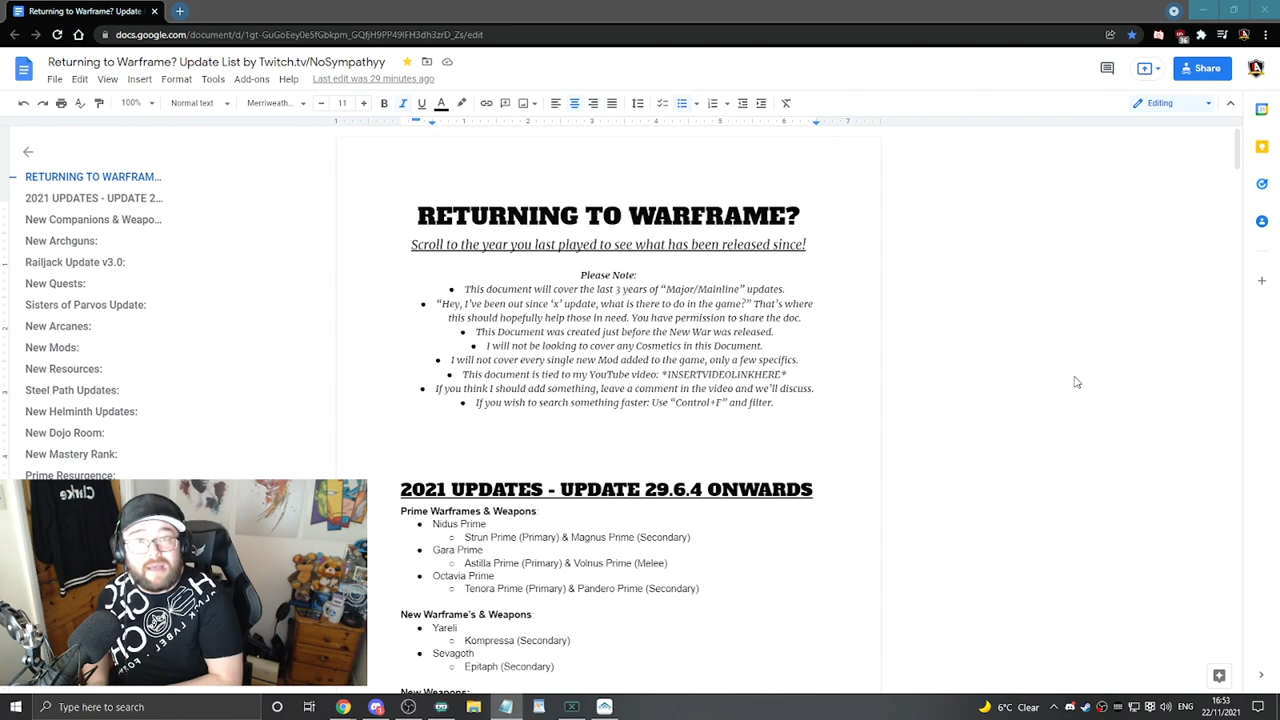 Returning to Warframe? Update
docs.google.com/document/d/1gt-GuGoEey0e5fGbkpm_GQfjH9PP49IFH3dh3zrD_Zs/edit
Returning to Warframe? Update List by Twitch.tv/NoSympathyy
File Edit View Insert Format Tools Add-ons Help Last edit was 29 minutes ago
Share
100% Normal text Merriweath... 11 Editing
1 1 2 3 4 5 6 7
RETURNING TO WARFRAM...
2021 UPDATES - UPDATE 2...
New Companions & Weapo...
New Archguns:
Railjack Update v3.0:
New Quests:
Sisters of Parvos Update:
New Arcanes:
New Mods:
New Resources:
Steel Path Updates:
New Helminth Updates:
New Dojo Room:
New Mastery Rank:
Prime Resurgence:
RETURNING TO WARFRAME?
Scroll to the year you last played to see what has been released since!
Please Note:
This document will cover the last 3 years of “Major/Mainline” updates.
“Hey, I’ve been out since ‘x’ update, what is there to do in the game?” That’s where
this should hopefully help those in need. You have permission to share the doc.
This Document was created just before the New War was released.
I will not be looking to cover any Cosmetics in this Document.
I will not cover every single new Mod added to the game, only a few specifics.
This document is tied to my YouTube video: *INSERTVIDEOLINKHERE*
If you think I should add something, leave a comment in the video and we’ll discuss.
If you wish to search something faster: Use “Control+F” and filter.
2021 UPDATES - UPDATE 29.6.4 ONWARDS
Prime Warframes & Weapons:
Nidus Prime
Strun Prime (Primary) & Magnus Prime (Secondary)
Gara Prime
Astilla Prime (Primary) & Volnus Prime (Melee)
Octavia Prime
Tenora Prime (Primary) & Pandero Prime (Secondary)
New Warframe's & Weapons:
Yareli
Kompressa (Secondary)
Sevagoth
Epitaph (Secondary)
New Weapons:
Type here to search
6°C Clear
16:53
22/11/2021